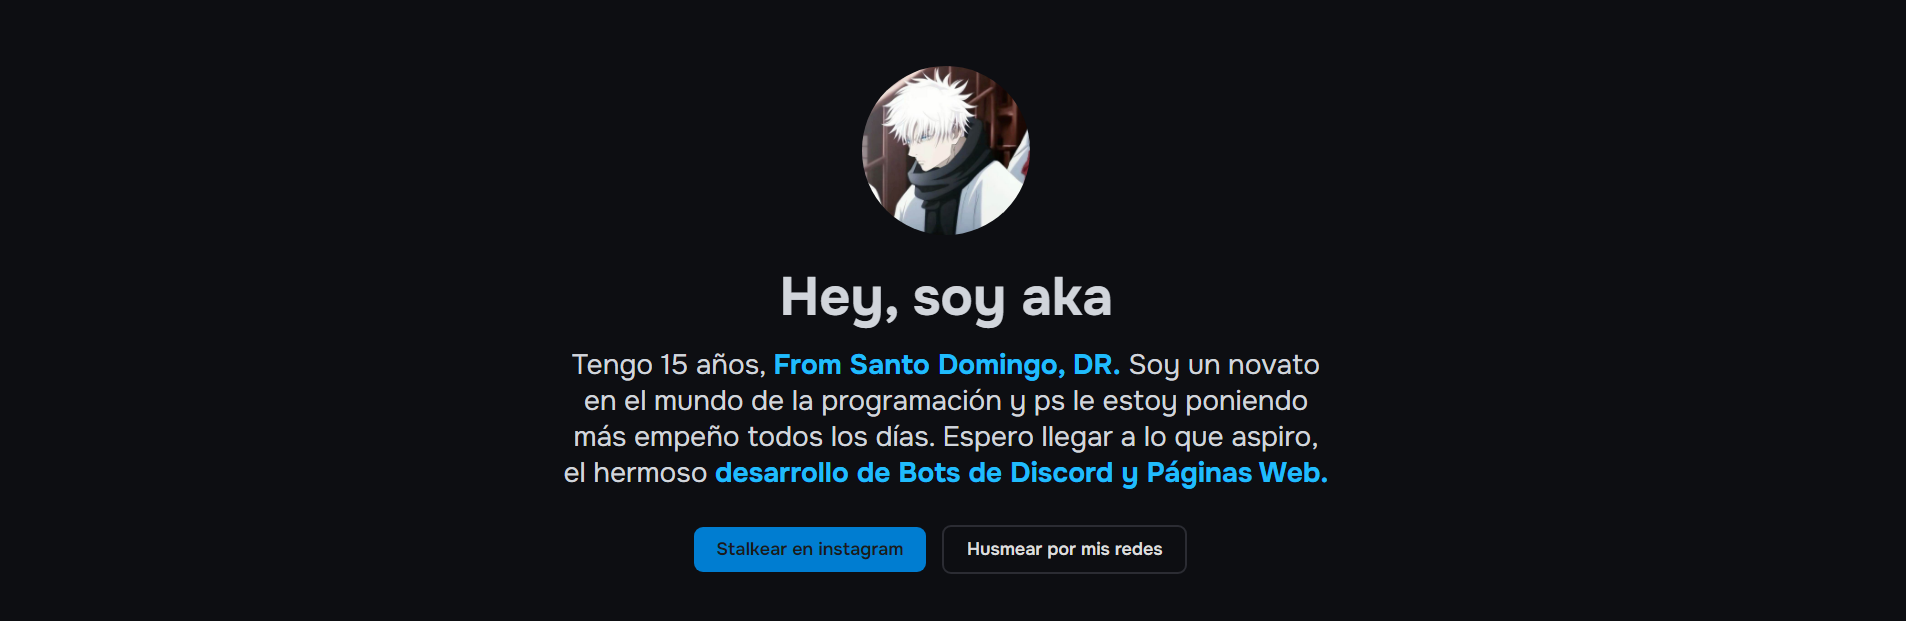 Hey, soy aka
Tengo 15 años, From Santo Domingo, DR. Soy un novato
en el mundo de la programación y ps le estoy poniendo
más empeño todos los días. Espero llegar a lo que aspiro,
el hermoso desarrollo de Bots de Discord y Páginas Web.
Stalkear en instagram
Husmear por mis redes